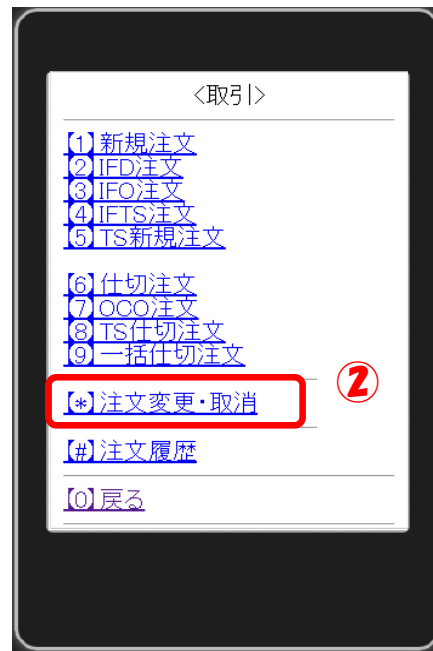 <取引>
【1】新規注文
【2】IFD注文
【3】IFO注文
【4】IFTS注文
【5】TS新規注文
【6】仕切注文
【7】OCO注文
【8】TS仕切注文
【9】一括仕切注文
【*】注文変更・取消
②
【#】注文履歴
【0】戻る